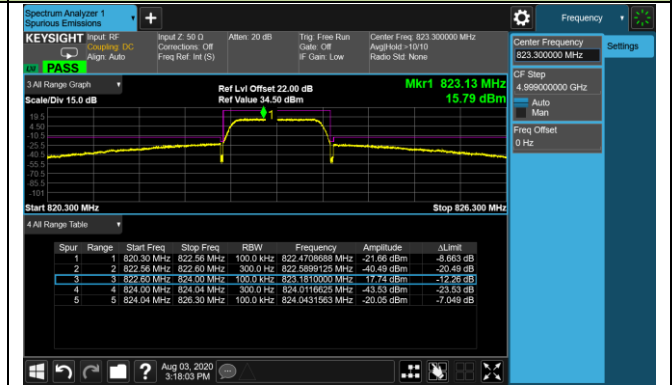 Spectrum Analyzer 1
Spurious Emissions
+
Frequency
KEYSIGHT
Input: RF
Coupling: DC
Align: Auto
Input Z: 50 Ω
Corrections: Off
Freq Ref: Int (S)
Atten: 20 dB
Trig: Free Run
Gate: Off
IF Gain: Low
Center Freq: 823.300000 MHz
Avg|Hold:>10/10
Radio Std: None
PASS
Center Frequency
823.300000 MHz
Settings
CF Step
4.999000000 GHz
Auto
Man
Freq Offset
0 Hz
3 All Range Graph
Scale/Div 15.0 dB
Ref Lvl Offset 22.00 dB
Ref Value 34.50 dBm
Mkr1 823.13 MHz
15.79 dBm
1
19.5
4.50
-10.5
-25.5
-40.5
-55.5
-70.5
-85.5
-101
Start 820.300 MHz
Stop 826.300 MHz
4 All Range Table
Spur Range Start Freq Stop Freq RBW Frequency Amplitude ΔLimit
1 1 820.30 MHz 822.56 MHz 100.0 kHz 822.4708688 MHz -21.66 dBm -8.663 dB
2 2 822.56 MHz 822.60 MHz 300.0 Hz 822.5899125 MHz -40.49 dBm -20.49 dB
3 3 822.60 MHz 824.00 MHz 100.0 kHz 823.1810000 MHz 17.74 dBm -12.26 dB
4 4 824.00 MHz 824.04 MHz 300.0 Hz 824.0116625 MHz -43.53 dBm -23.53 dB
5 5 824.04 MHz 826.30 MHz 100.0 kHz 824.0431563 MHz -20.05 dBm -7.049 dB
?
Aug 03, 2020
3:18:03 PM